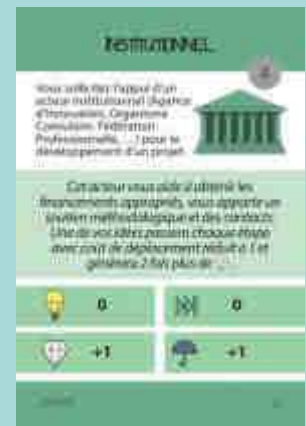 INSTITUTIONNEL
Vous sollicitez l'appui d'un
acteur institutionnel (Agence
d'Innovation, Organisme
Consulaire, Fédération
Professionnelle, ...) pour le
développement d'un projet.
Cet acteur vous aide à obtenir les
financements appropriés, vous apporte un
soutien méthodologique et des contacts.
Une de vos idées passera chaque étape
avec coût de déplacement réduit à 1 et
génèrera 2 fois plus de ...
0
0
+1
+1